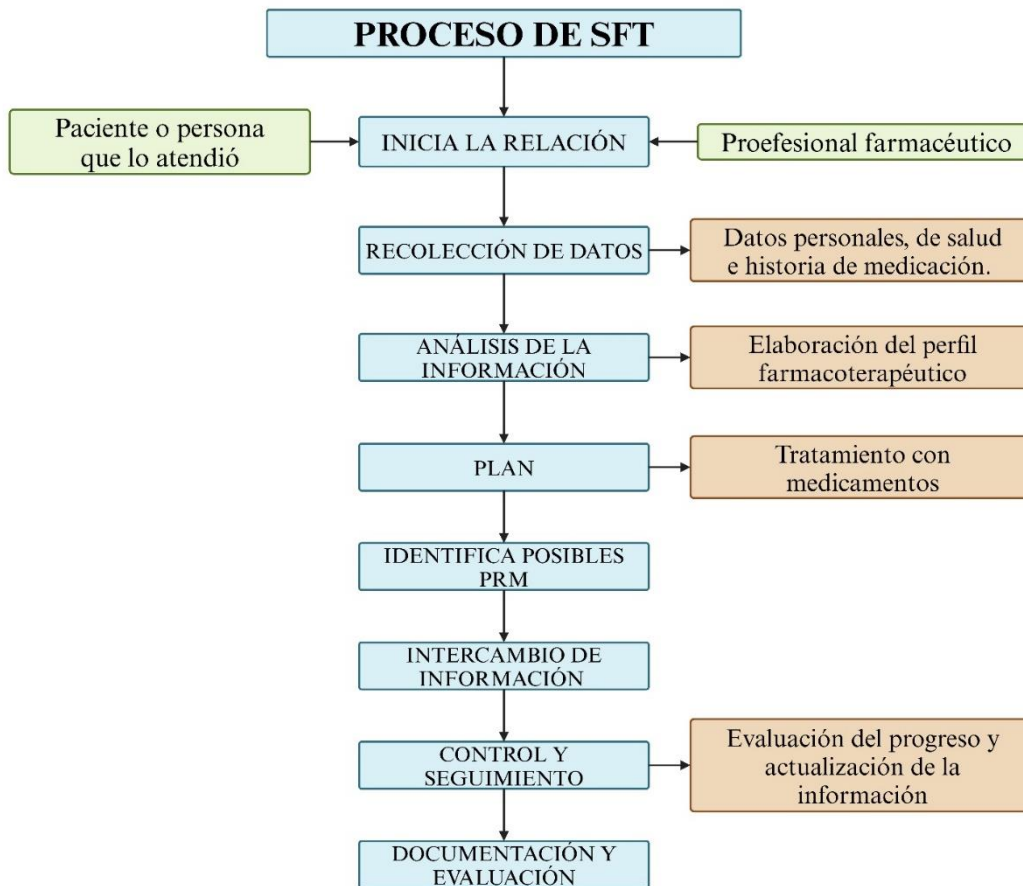 PROCESO DE SFT
Paciente o persona
que lo atendió
INICIA LA RELACIÓN
Proefesional farmacéutico
RECOLECCIÓN DE DATOS
Datos personales, de salud
e historia de medicación.
ANÁLISIS DE LA
INFORMACIÓN
Elaboración del perfil
farmacoterapéutico
PLAN
Tratamiento con
medicamentos
IDENTIFICA POSIBLES
PRM
INTERCAMBIO DE
INFORMACIÓN
CONTROL Y
SEGUIMIENTO
Evaluación del progreso y
actualización de la
información
DOCUMENTACIÓN Y
EVALUACIÓN